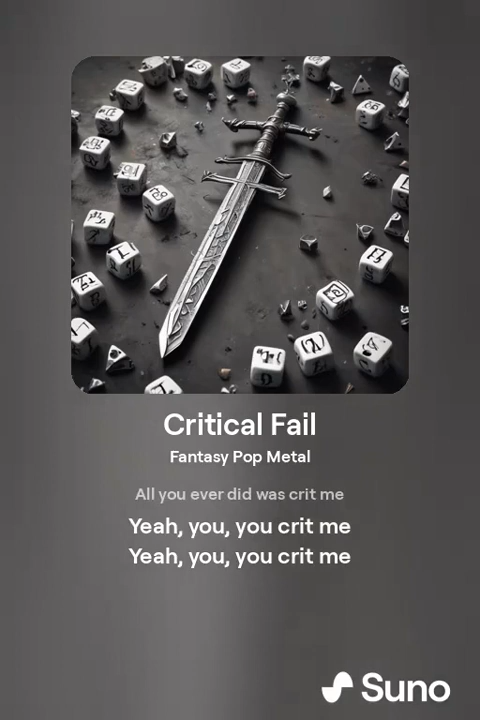 Critical Fail
Fantasy Pop Metal
All you ever did was crit me
Yeah, you, you crit me
Yeah, you, you crit me
Suno